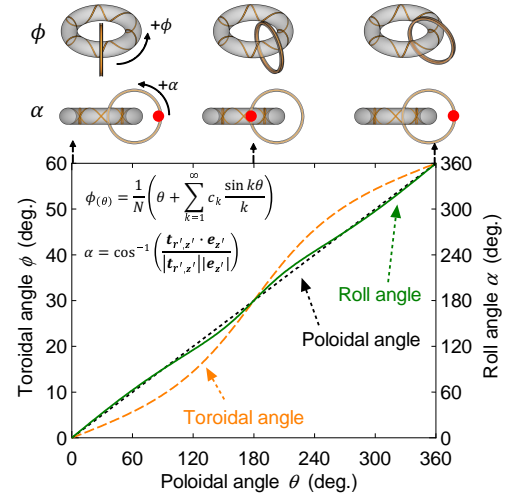 ϕ
+ϕ
α
+α
60
50
40
30
20
10
0
Toroidal angle ϕ (deg.)
360
300
240
180
120
60
0
Roll angle α (deg.)
ϕ(θ) = 1/N (θ + ∑_{k=1}^{∞} c_k sin kθ / k)
α = cos⁻¹ (t_{r′,z′} · e_{z′} / |t_{r′,z′}||e_{z′}|)
Roll angle
Poloidal angle
Toroidal angle
0 60 120 180 240 300 360
Poloidal angle θ (deg.)